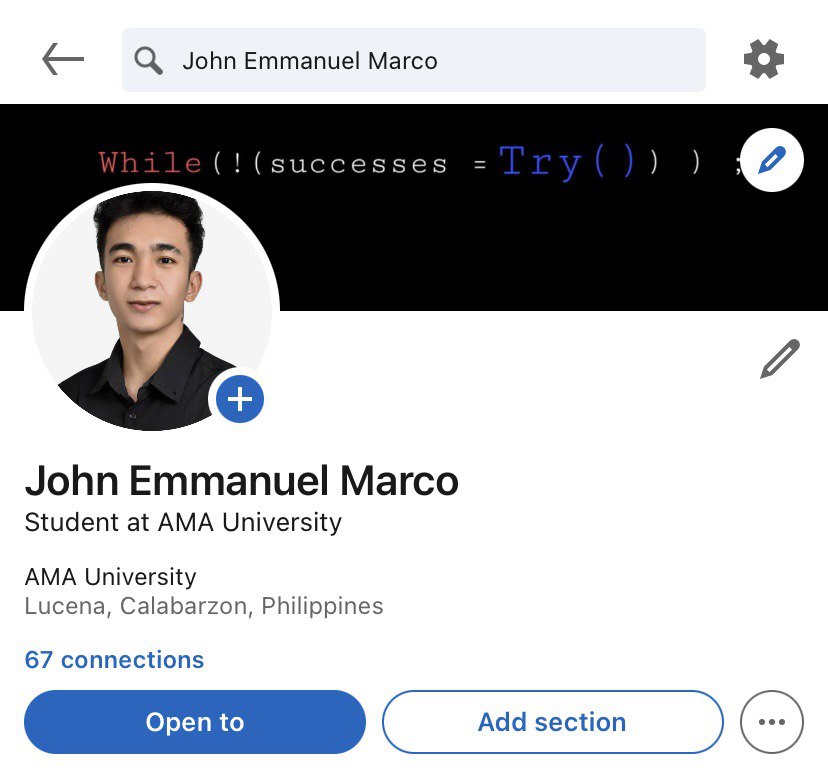 John Emmanuel Marco
While(!(successes =Try()) ) ;
John Emmanuel Marco
Student at AMA University
AMA University
Lucena, Calabarzon, Philippines
67 connections
Open to
Add section